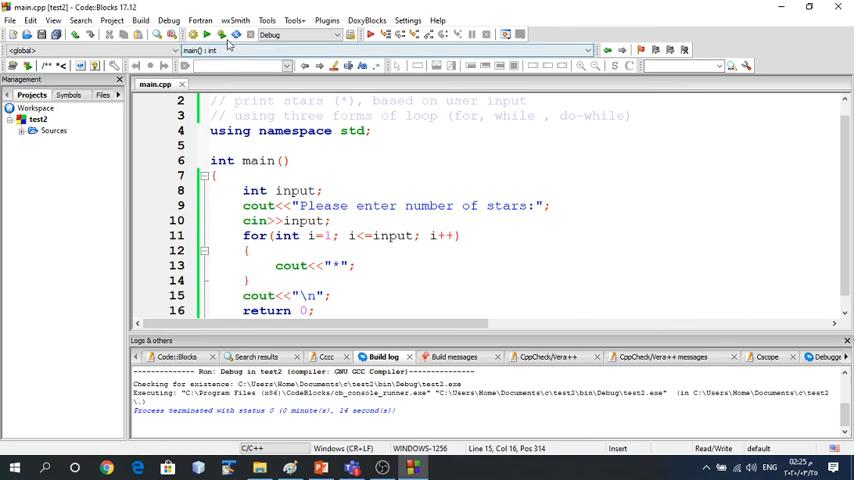 main.cpp [test2] - Code::Blocks 17.12
File Edit View Search Project Build Debug Fortran wxSmith Tools Tools+ Plugins DoxyBlocks Settings Help
Debug
<global> main() : int
/** *<
Management
main.cpp
Projects Symbols Files
Workspace
test2
Sources
2 // print stars (*), based on user input
3 // using three forms of loop (for, while , do-while)
4 using namespace std;
5
6 int main()
7 {
8 int input;
9 cout<<"Please enter number of stars:";
10 cin>>input;
11 for(int i=1; i<=input; i++)
12 {
13 cout<<"*";
14 }
15 cout<<"\n";
16 return 0;
Logs & others
Code::Blocks Search results Cccc Build log Build messages CppCheck/Vera++ CppCheck/Vera++ messages Cscope Debugge
-------------- Run: Debug in test2 (compiler: GNU GCC Compiler)---------------
Checking for existence: C:\Users\Home\Documents\c\test2\bin\Debug\test2.exe
Executing: "C:\Program Files (x86)\CodeBlocks/cb_console_runner.exe" "C:\Users\Home\Documents\c\test2\bin\Debug\test2.exe" (in C:\Users\Home\Documents\c\test2
\.)
Process terminated with status 0 (0 minute(s), 14 second(s))
C/C++ Windows (CR+LF) WINDOWS-1256 Line 15, Col 16, Pos 314 Insert Read/Write default
ENG
02:25 م